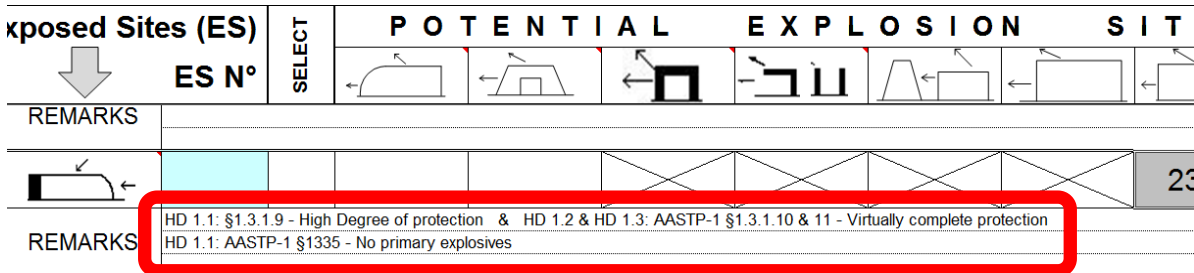 xposed Sites (ES)
ES N°
SELECT
P O T E N T I A L E X P L O S I O N S I T
REMARKS
23
HD 1.1: §1.3.1.9 - High Degree of protection & HD 1.2 & HD 1.3: AASTP-1 §1.3.1.10 & 11 - Virtually complete protection
REMARKS
HD 1.1: AASTP-1 §1335 - No primary explosives